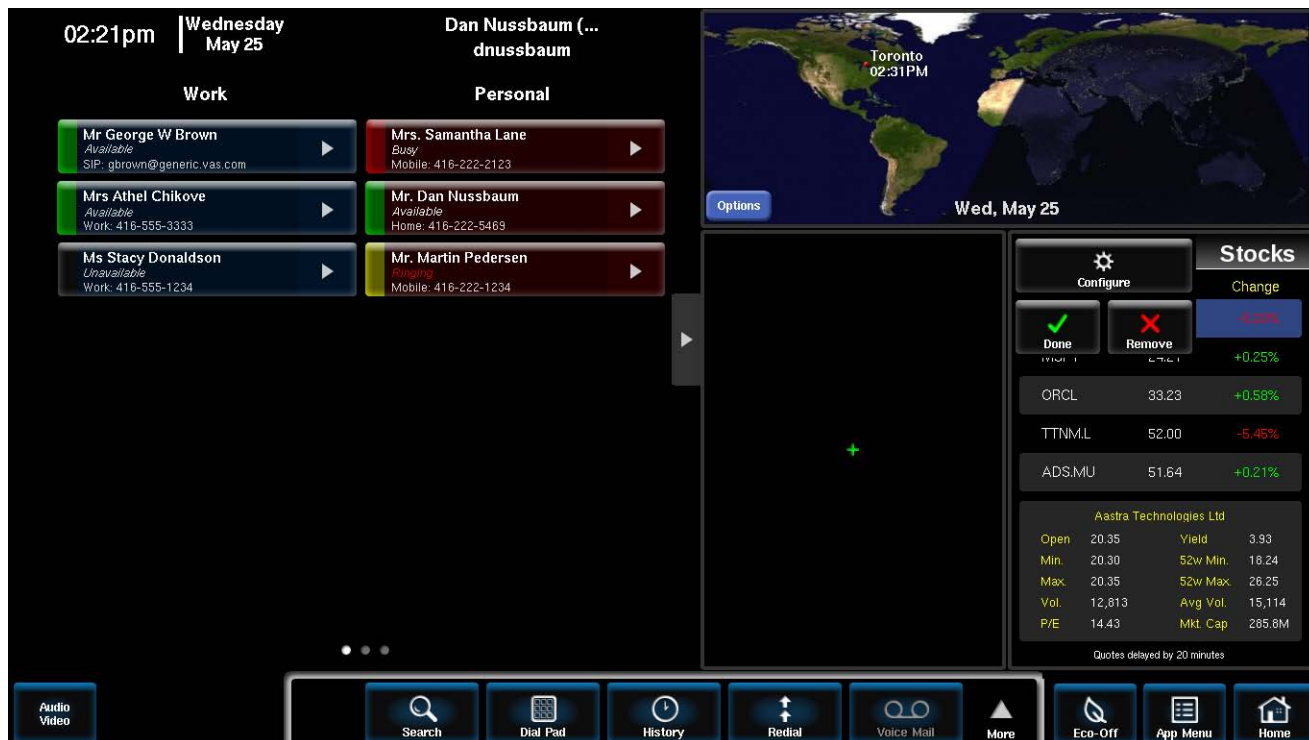 02:21pm
Wednesday
May 25
Dan Nussbaum (...
dnussbaum
Work
Personal
Mr George W Brown
Available
SIP: gbrown@generic.vas.com
Mrs. Samantha Lane
Busy
Mobile: 416-222-2123
Mrs Athel Chikove
Available
Work: 416-555-3333
Mr. Dan Nussbaum
Available
Home: 416-222-5469
Ms Stacy Donaldson
Unavailable
Work: 416-555-1234
Mr. Martin Pedersen
Ringing
Mobile: 416-222-1234
Toronto
02:31PM
Options
Wed, May 25
Configure
Stocks
Change
Done
Remove
+0.25%
ORCL 33.23 +0.58%
TTNM.L 52.00 -5.45%
ADS.MU 51.64 +0.21%
Aastra Technologies Ltd
Open 20.35 Yield 3.93
Min. 20.30 52w Min. 18.24
Max. 20.35 52w Max. 26.25
Vol. 12,813 Avg Vol. 15,114
P/E 14.43 Mkt. Cap 285.8M
Quotes delayed by 20 minutes
Audio
Video
Search
Dial Pad
History
Redial
Voice Mail
More
Eco-Off
App Menu
Home